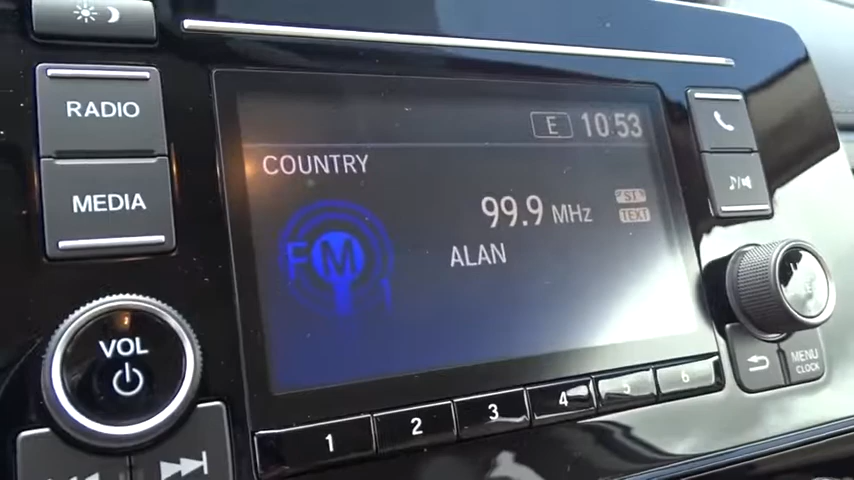 RADIO
MEDIA
VOL
E 10:53
COUNTRY
99.9 MHz
ST
TEXT
FM 1
ALAN
1 2 3 4 5 6
MENU
CLOCK